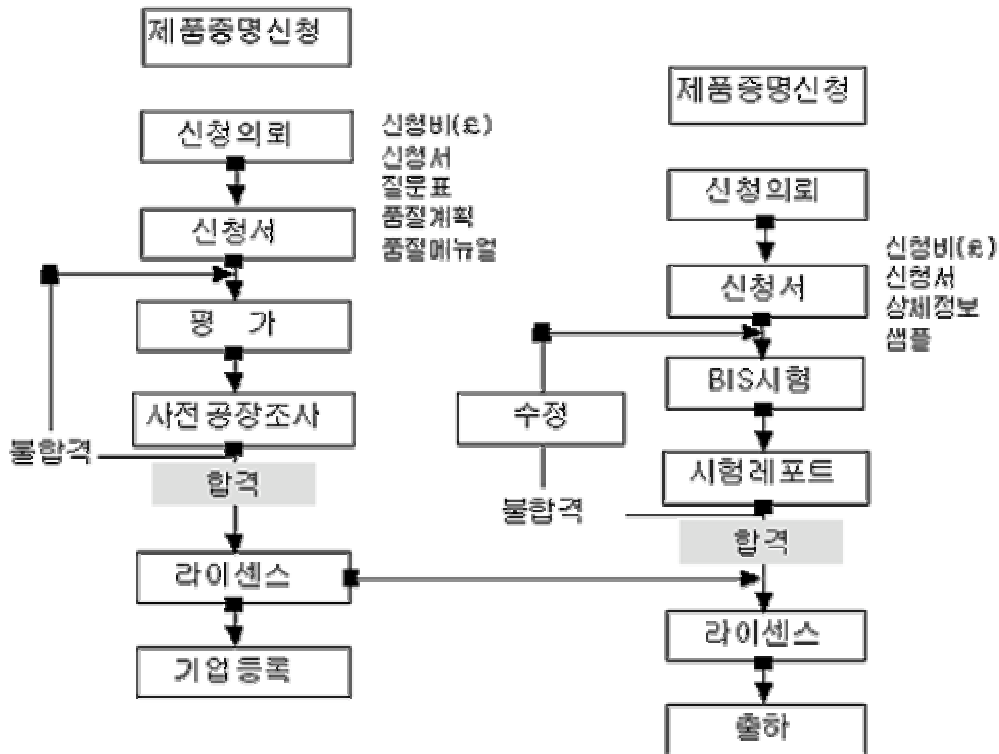 제품증명신청
신청의뢰
신청비(£)
신청서
질문표
품절계획
품절메뉴얼
신청서
평 가
사전공장조사
불합격
합격
라이센스
기업등록
제품증명신청
신청의뢰
신청비(£)
신청서
상세정보
샘플
신청서
BIS시험
수정
시험레포트
불합격
합격
라이센스
출하